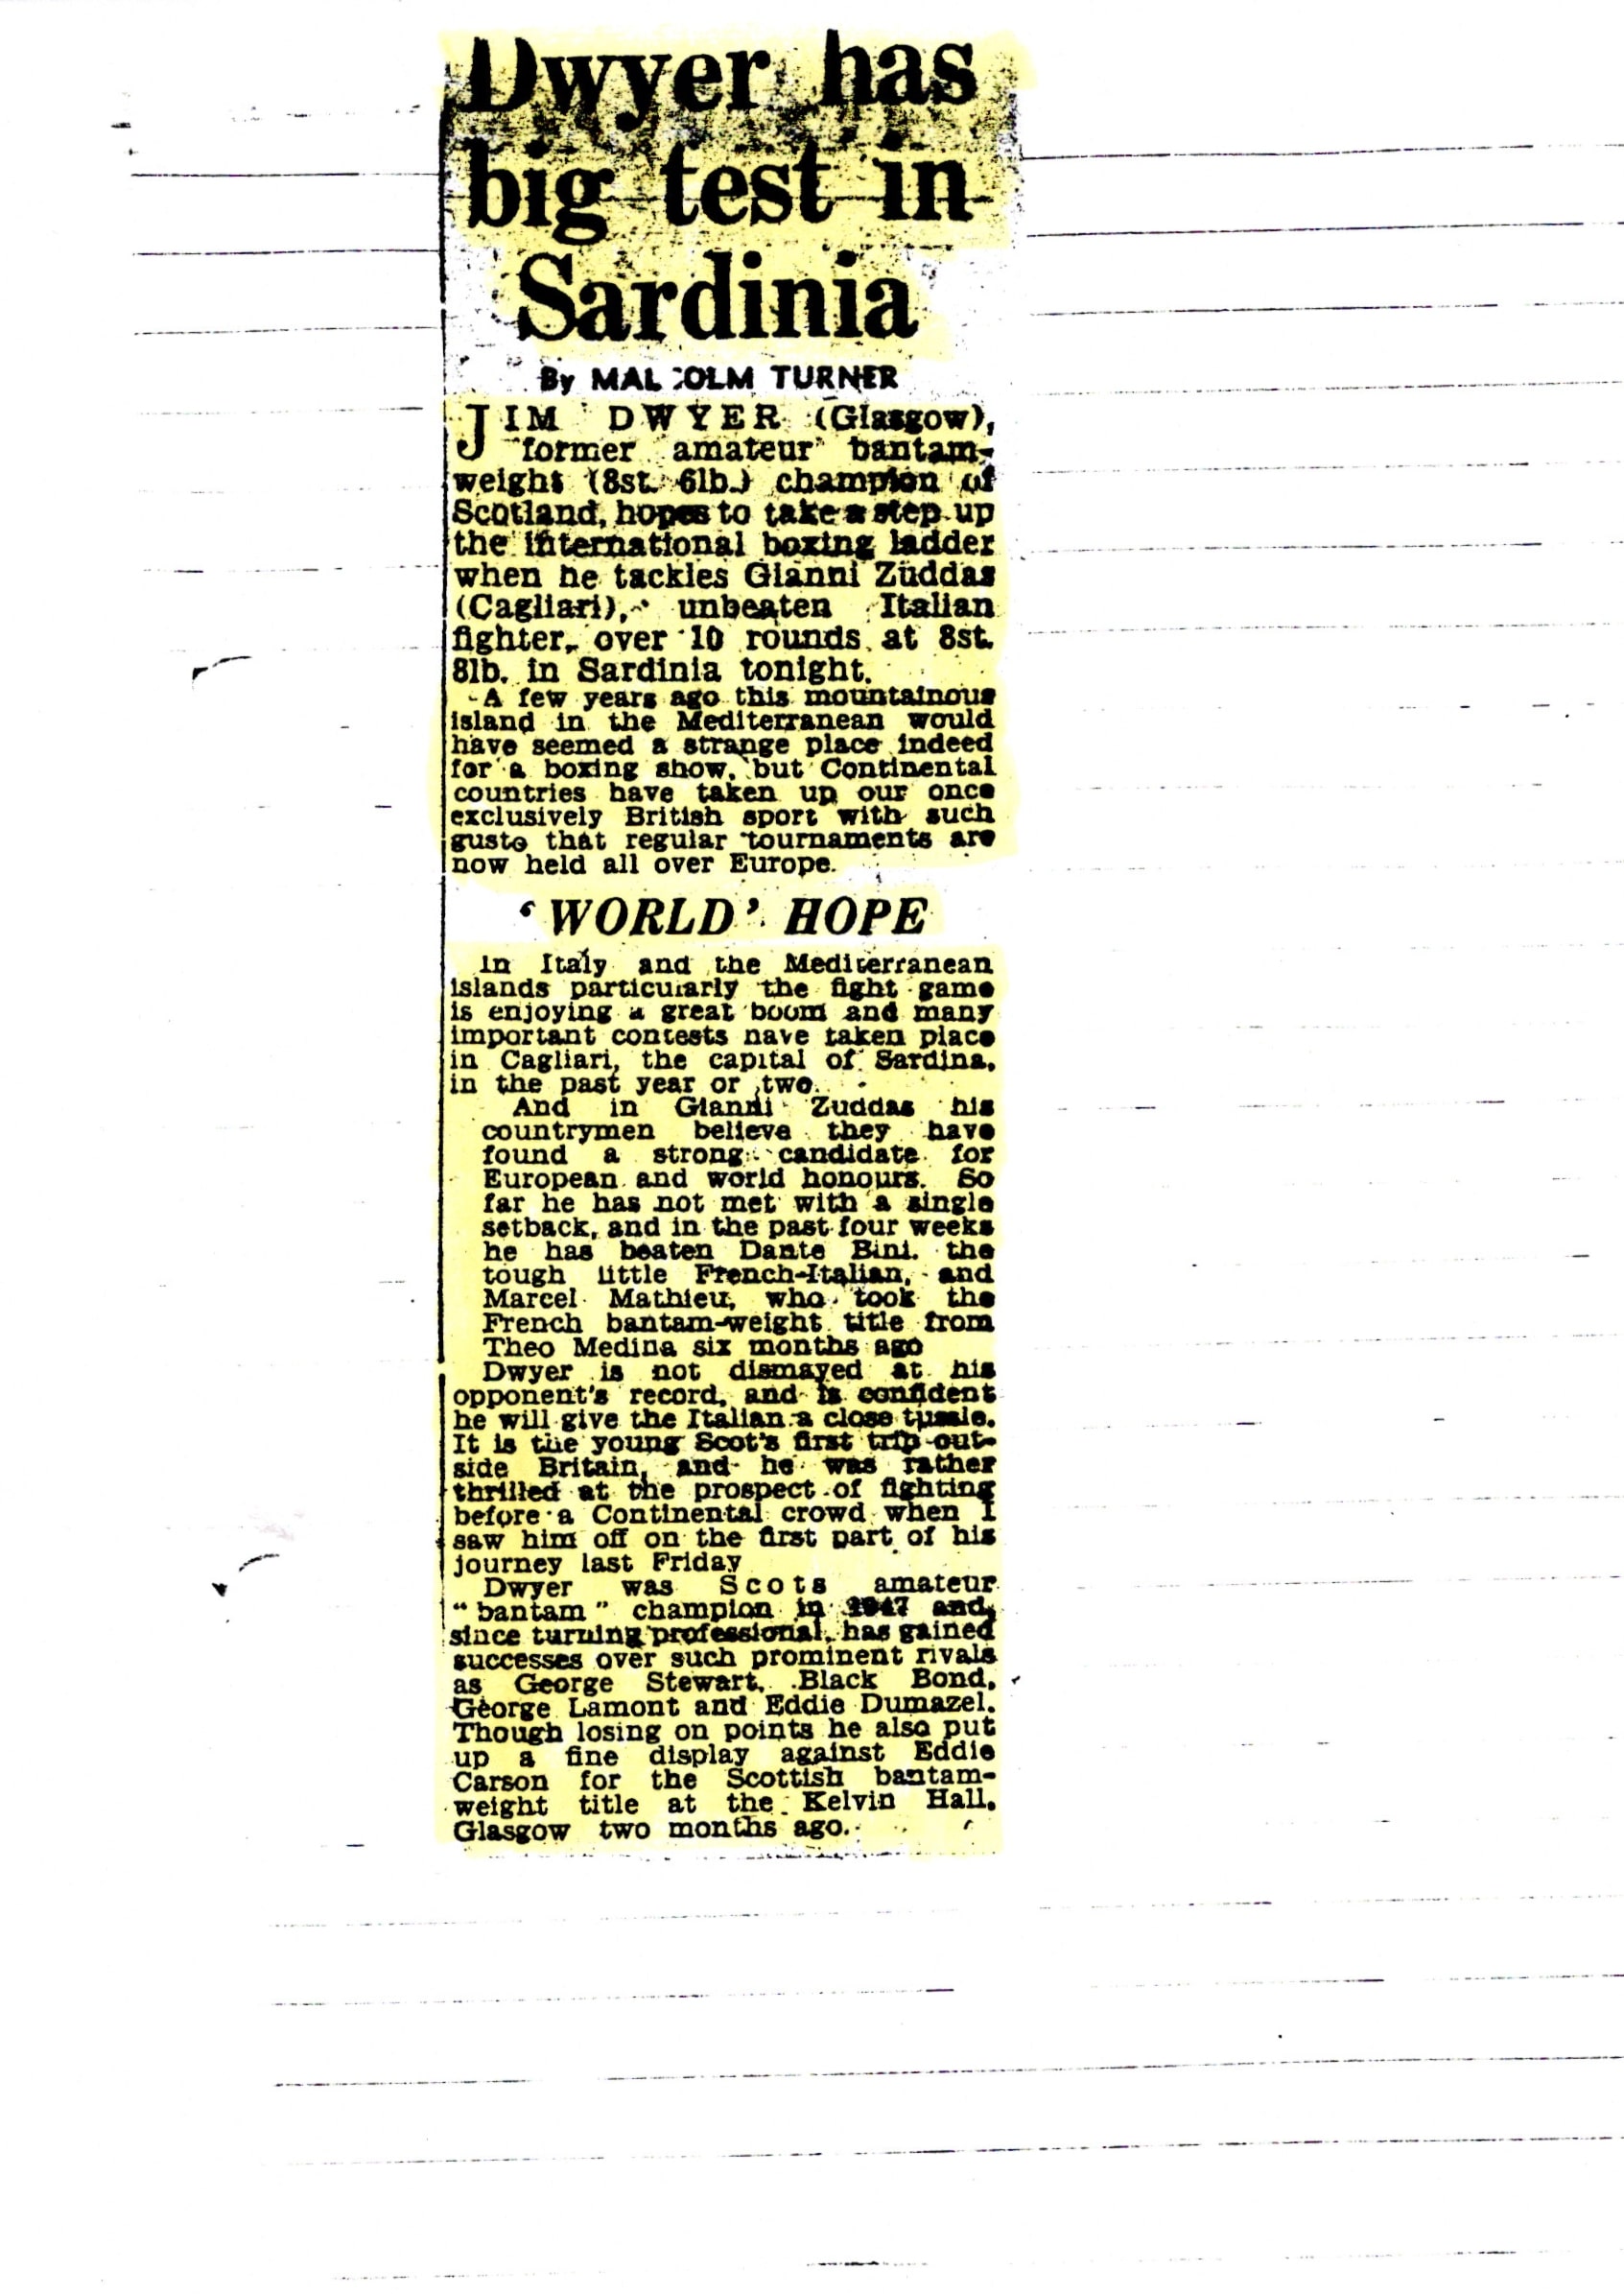 Dwyer has
big test in
Sardinia
By MALCOLM TURNER
JIM DWYER (Glasgow),
former amateur bantam-
weight (8st. 6lb.) champion of
Scotland, hopes to take a step up
the international boxing ladder
when he tackles Gianni Zuddas
(Cagliari), unbeaten Italian
fighter, over 10 rounds at 8st.
8lb. in Sardinia tonight.
A few years ago this mountainous
island in the Mediterranean would
have seemed a strange place indeed
for a boxing show, but Continental
countries have taken up our once
exclusively British sport with such
gusto that regular tournaments are
now held all over Europe.
‘WORLD’ HOPE
In Italy and the Mediterranean
islands particularly the fight game
is enjoying a great boom and many
important contests have taken place
in Cagliari, the capital of Sardina,
in the past year or two.
And in Gianni Zuddas his
countrymen believe they have
found a strong candidate for
European and world honours. So
far he has not met with a single
setback, and in the past four weeks
he has beaten Dante Bini, the
tough little French-Italian, and
Marcel Mathieu, who took the
French bantam-weight title from
Theo Medina six months ago
Dwyer is not dismayed at his
opponent's record, and is confident
he will give the Italian a close tussle.
It is the young Scot's first trip out-
side Britain, and he was rather
thrilled at the prospect of fighting
before a Continental crowd when I
saw him off on the first part of his
journey last Friday
Dwyer was Scots amateur
“bantam” champion in 1947 and,
since turning professional, has gained
successes over such prominent rivals
as George Stewart, Black Bond,
George Lamont and Eddie Dumazel.
Though losing on points he also put
up a fine display against Eddie
Carson for the Scottish bantam-
weight title at the Kelvin Hall,
Glasgow two months ago.